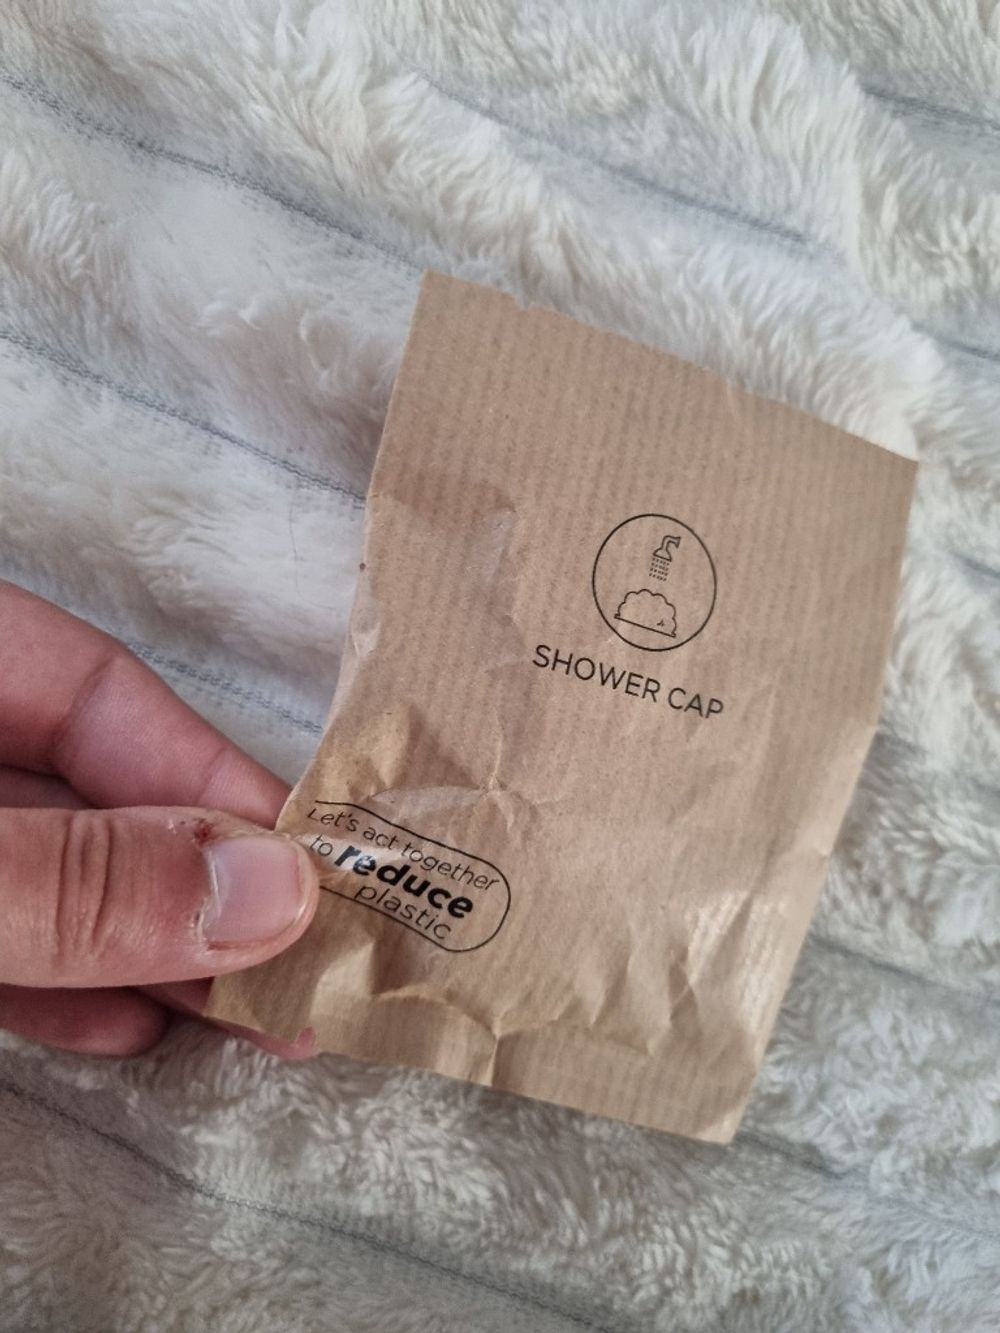 SHOWER CAP
Let's act together
to reduce
plastic